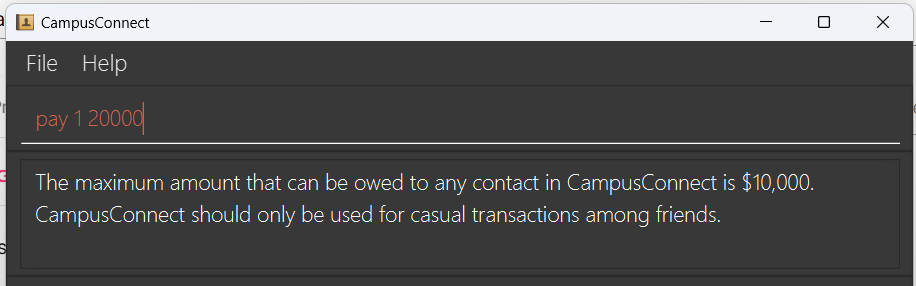 CampusConnect
File Help
pay 1 20000
The maximum amount that can be owed to any contact in CampusConnect is $10,000.
CampusConnect should only be used for casual transactions among friends.